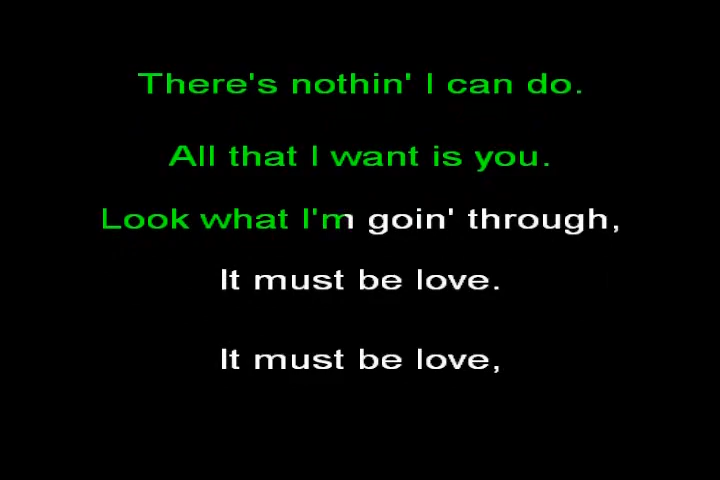 There's nothin' I can do.
All that I want is you.
Look what I'm goin' through,
It must be love.
It must be love,